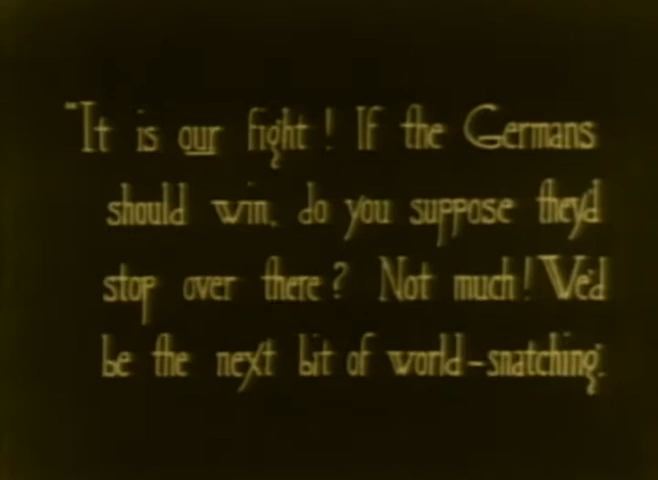 "It is our fight! If the Germans
should win, do you suppose they'd
stop over there? Not much! We'd
be the next bit of world-snatching.